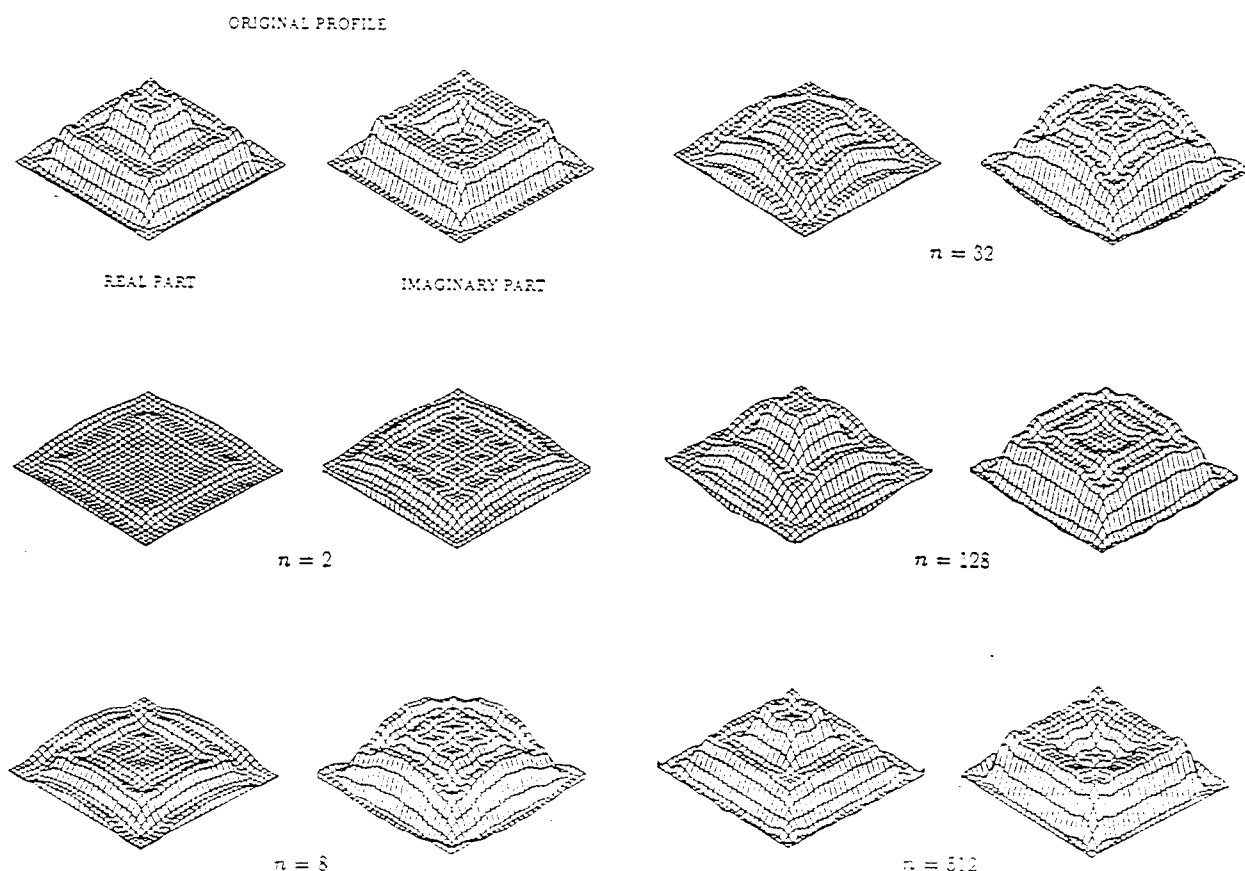 ORIGINAL PROFILE
REAL PART
IMAGINARY PART
n = 2
n = 8
n = 32
n = 128
n = 512